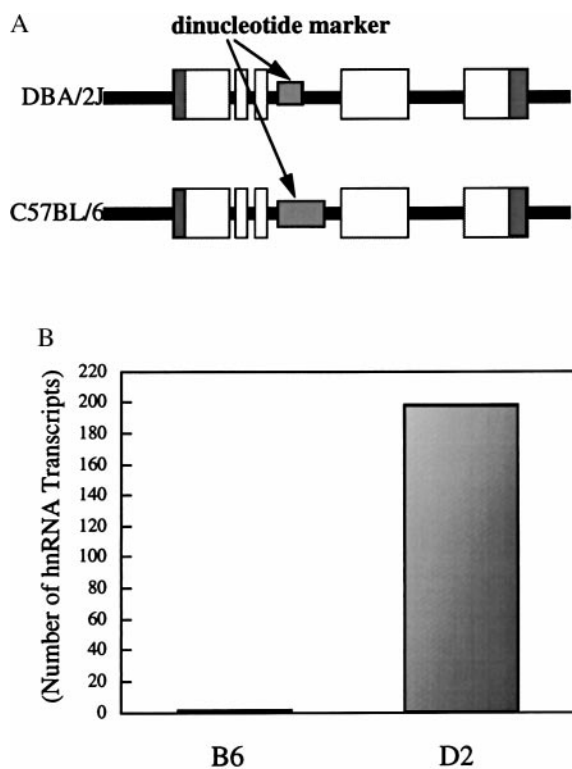 A
dinucleotide marker
DBA/2J
C57BL/6
B
(Number of hnRNA Transcripts)
220
200
180
160
140
120
100
80
60
40
20
0
B6
D2